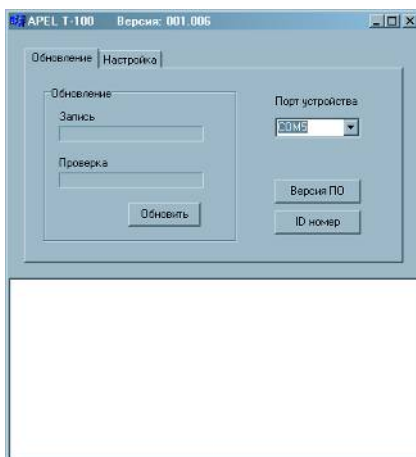 APEL T-100 Версия: 001.006
Обновление Настройка
Обновление
Запись
Проверка
Обновить
Порт устройства
COM5
Версия ПО
ID номер